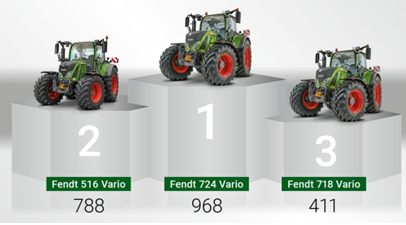 2
1
3
Fendt 516 Vario
Fendt 724 Vario
Fendt 718 Vario
788
968
411